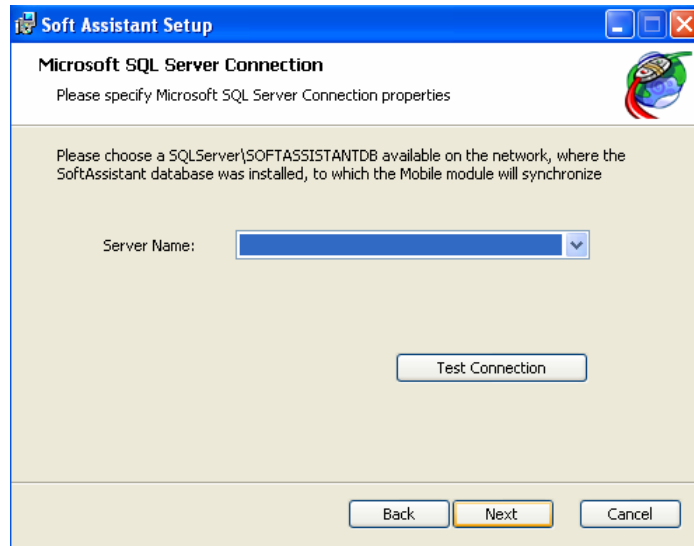 Soft Assistant Setup
Microsoft SQL Server Connection
Please specify Microsoft SQL Server Connection properties
Please choose a SQLServer\SOFTASSISTANTDB available on the network, where the
SoftAssistant database was installed, to which the Mobile module will synchronize
Server Name:
Test Connection
Back Next Cancel